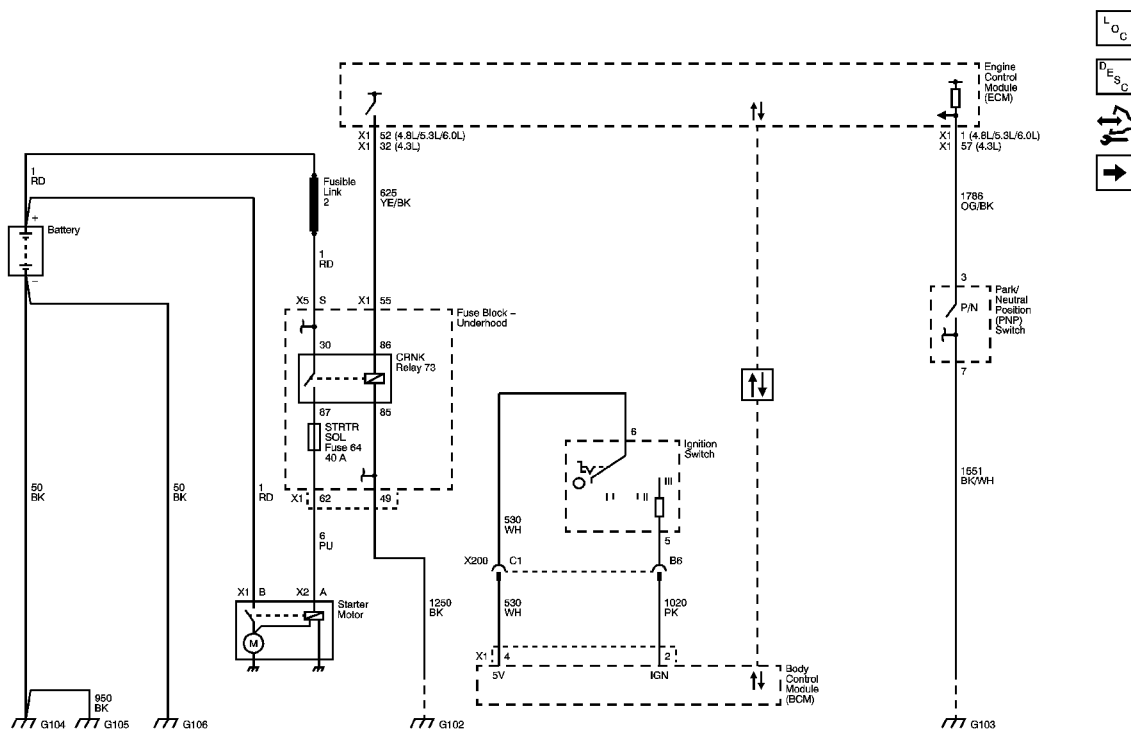 L
O
C
D
E
S
C
Engine
Control
Module
(ECM)
X1 52 (4.8L/5.3L/6.0L)
X1 32 (4.3L)
X1 1 (4.8L/5.3L/6.0L)
X1 57 (4.3L)
1
RD
Fusible
Link
2
625
YE/BK
1786
OG/BK
+
Battery
-
1
RD
3
X5 S
X1 55
Fuse Block –
Underhood
P/N
Park/
Neutral
Position
(PNP)
Switch
30
86
CRNK
Relay 73
7
87
85
STRTR
SOL
Fuse 64
40 A
6
Ignition
Switch
I
II
III
50
BK
50
BK
1
RD
X1 62
49
1551
BK/WH
530
WH
5
6
PU
X200 C1
B6
X1 B
X2 A
Starter
Motor
M
1250
BK
530
WH
1020
PK
X1 4
2
5V
IGN
Body
Control
Module
(BCM)
950
BK
G104
G105
G106
G102
G103